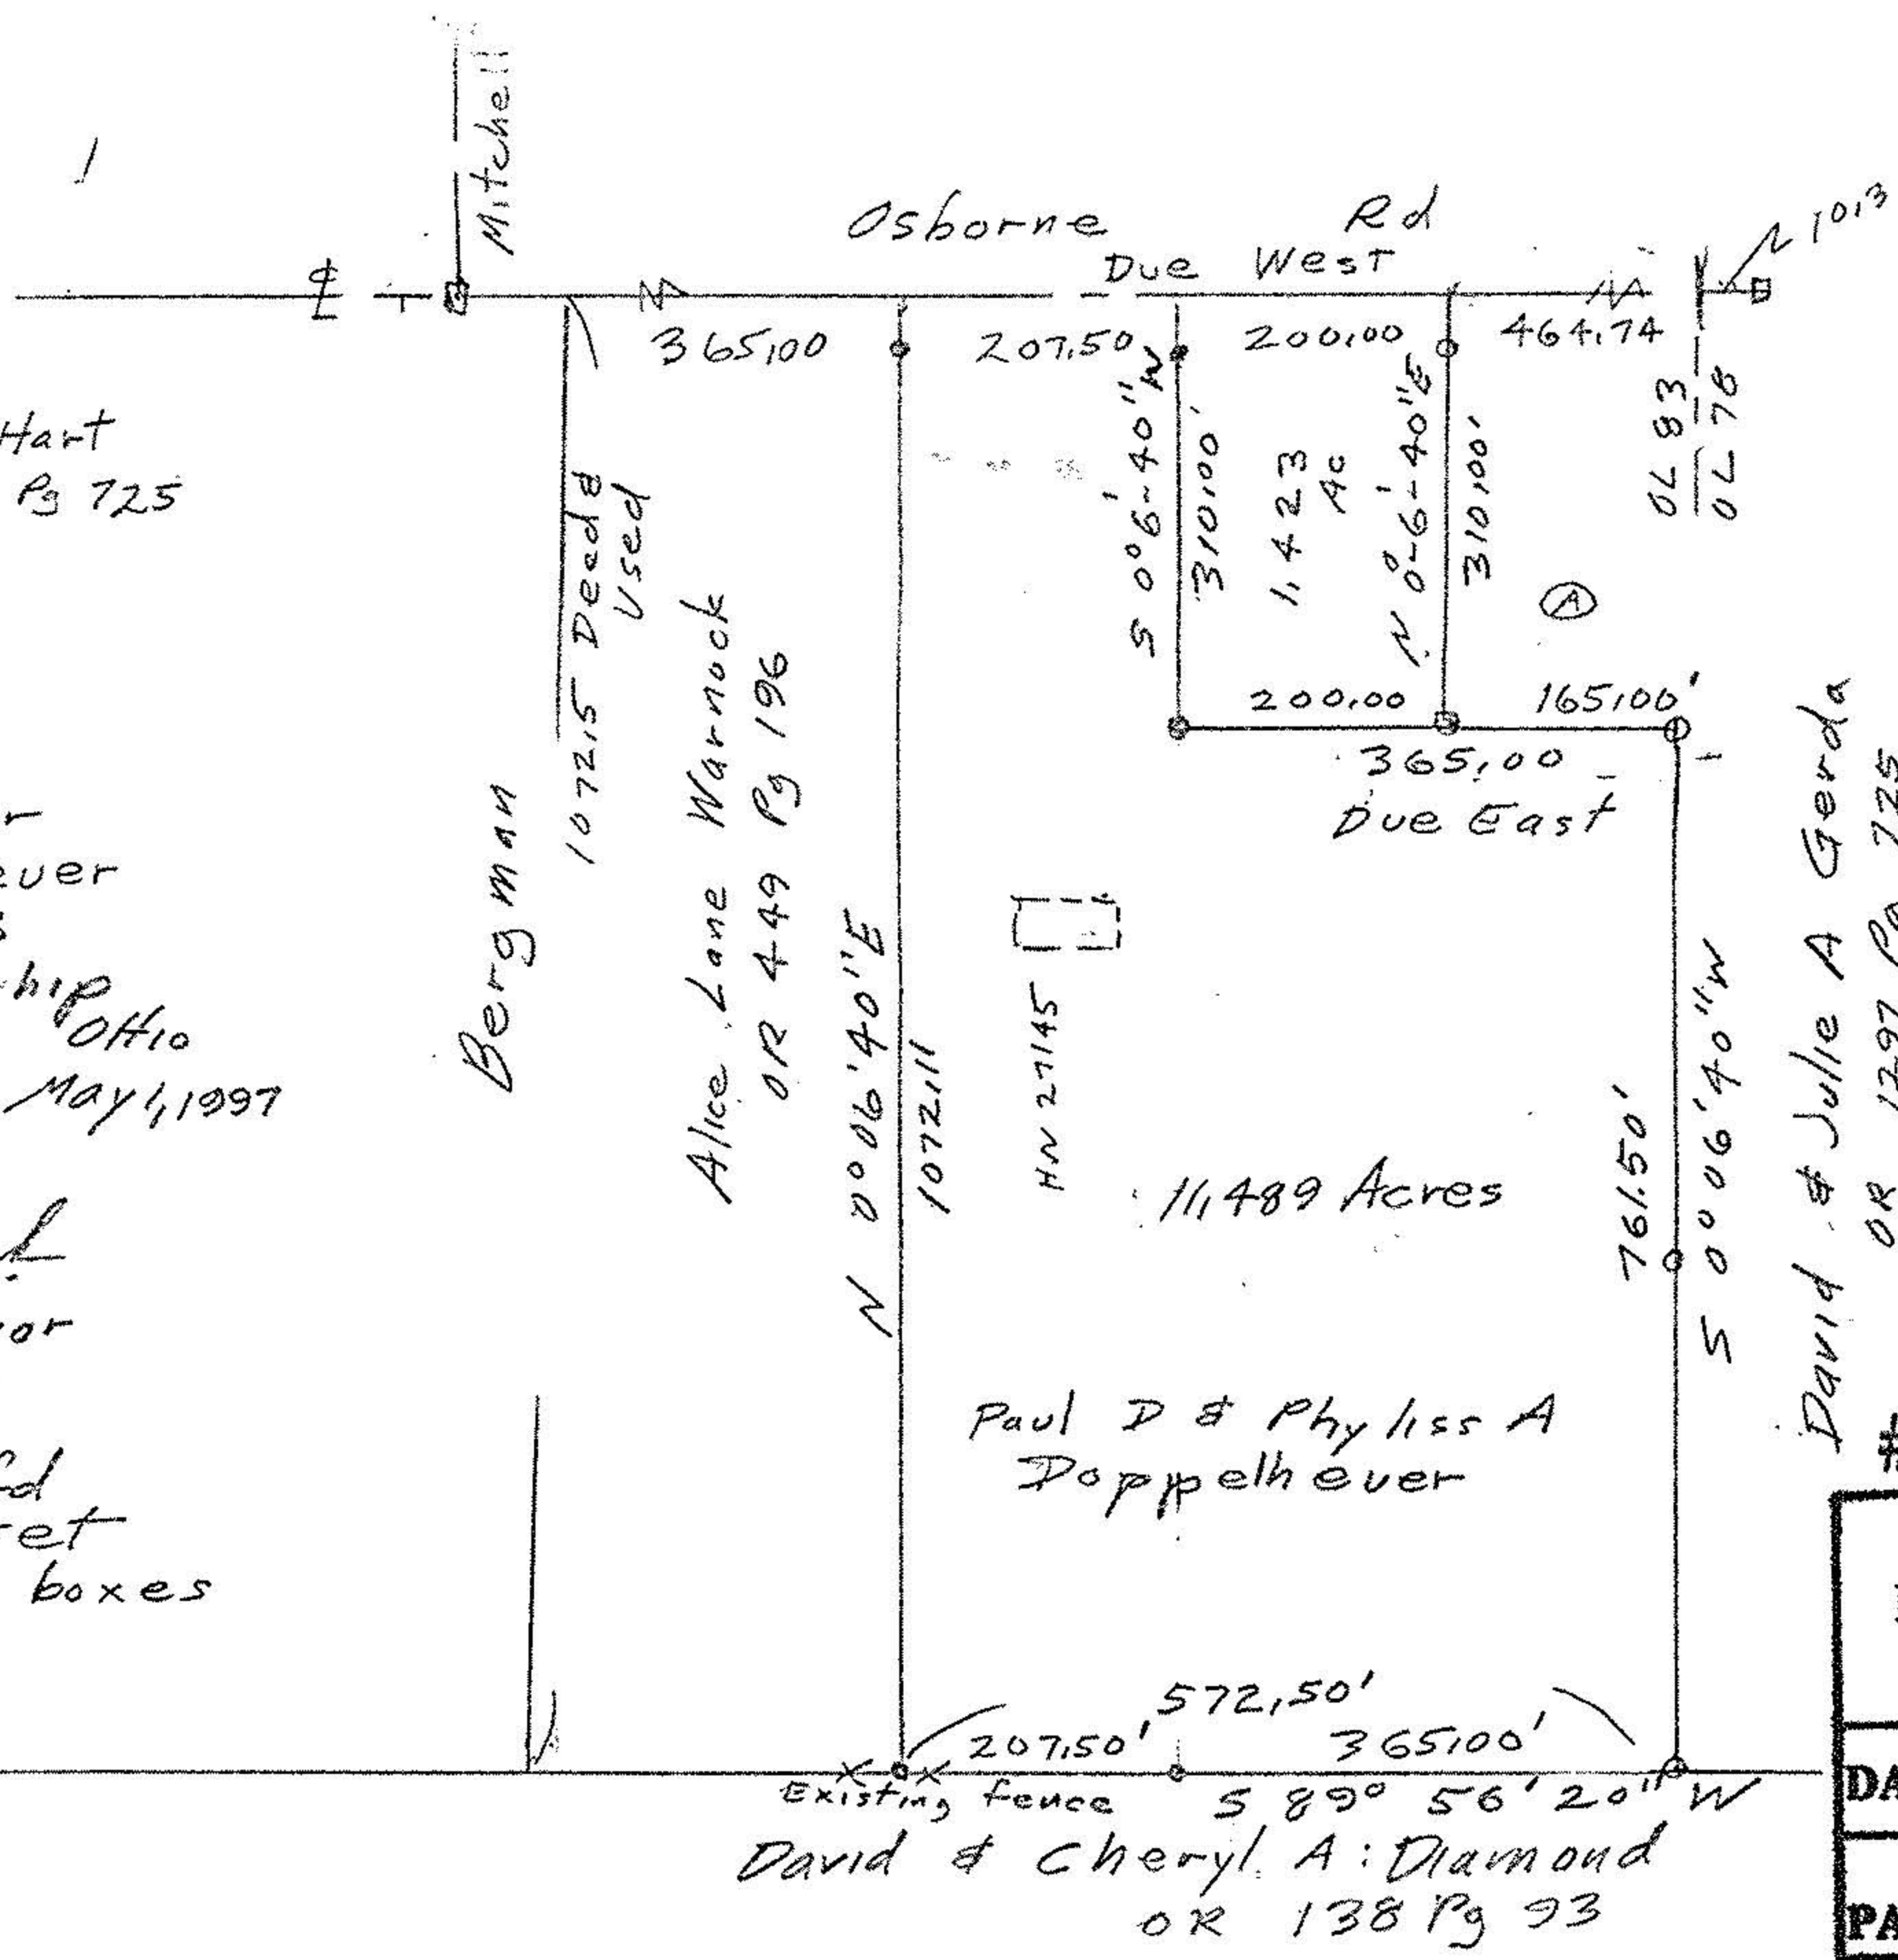 Mitchell
Osborne Rd
Due West
1013
365.00
207.50
200.00
464.74
Hart
Pg 725
1072.5 Deed & Used
S 0°6'-40"W
310.00'
1.423 Ac
N 0°-6'-40"E
310.00'
OL 83
OL 78
A
200.00
165.00'
365.00
Due East
Bergman
Alice Lane Warnock
OR 449 Pg 196
N 0°06'40"E
1072.11
HN 27145
11.489 Acres
761.50'
S 0°06'40"W
David & Julie A Gerda
OR 1297 Pg 725
Ohio
May 1, 1997
Paul D & Phyliss A
Doppelheuer
boxes
572.50'
207.50'
365.00'
Existing fence
S 89° 56' 20" W
David & Cheryl A. Diamond
OR 138 Pg 93
DA
PA